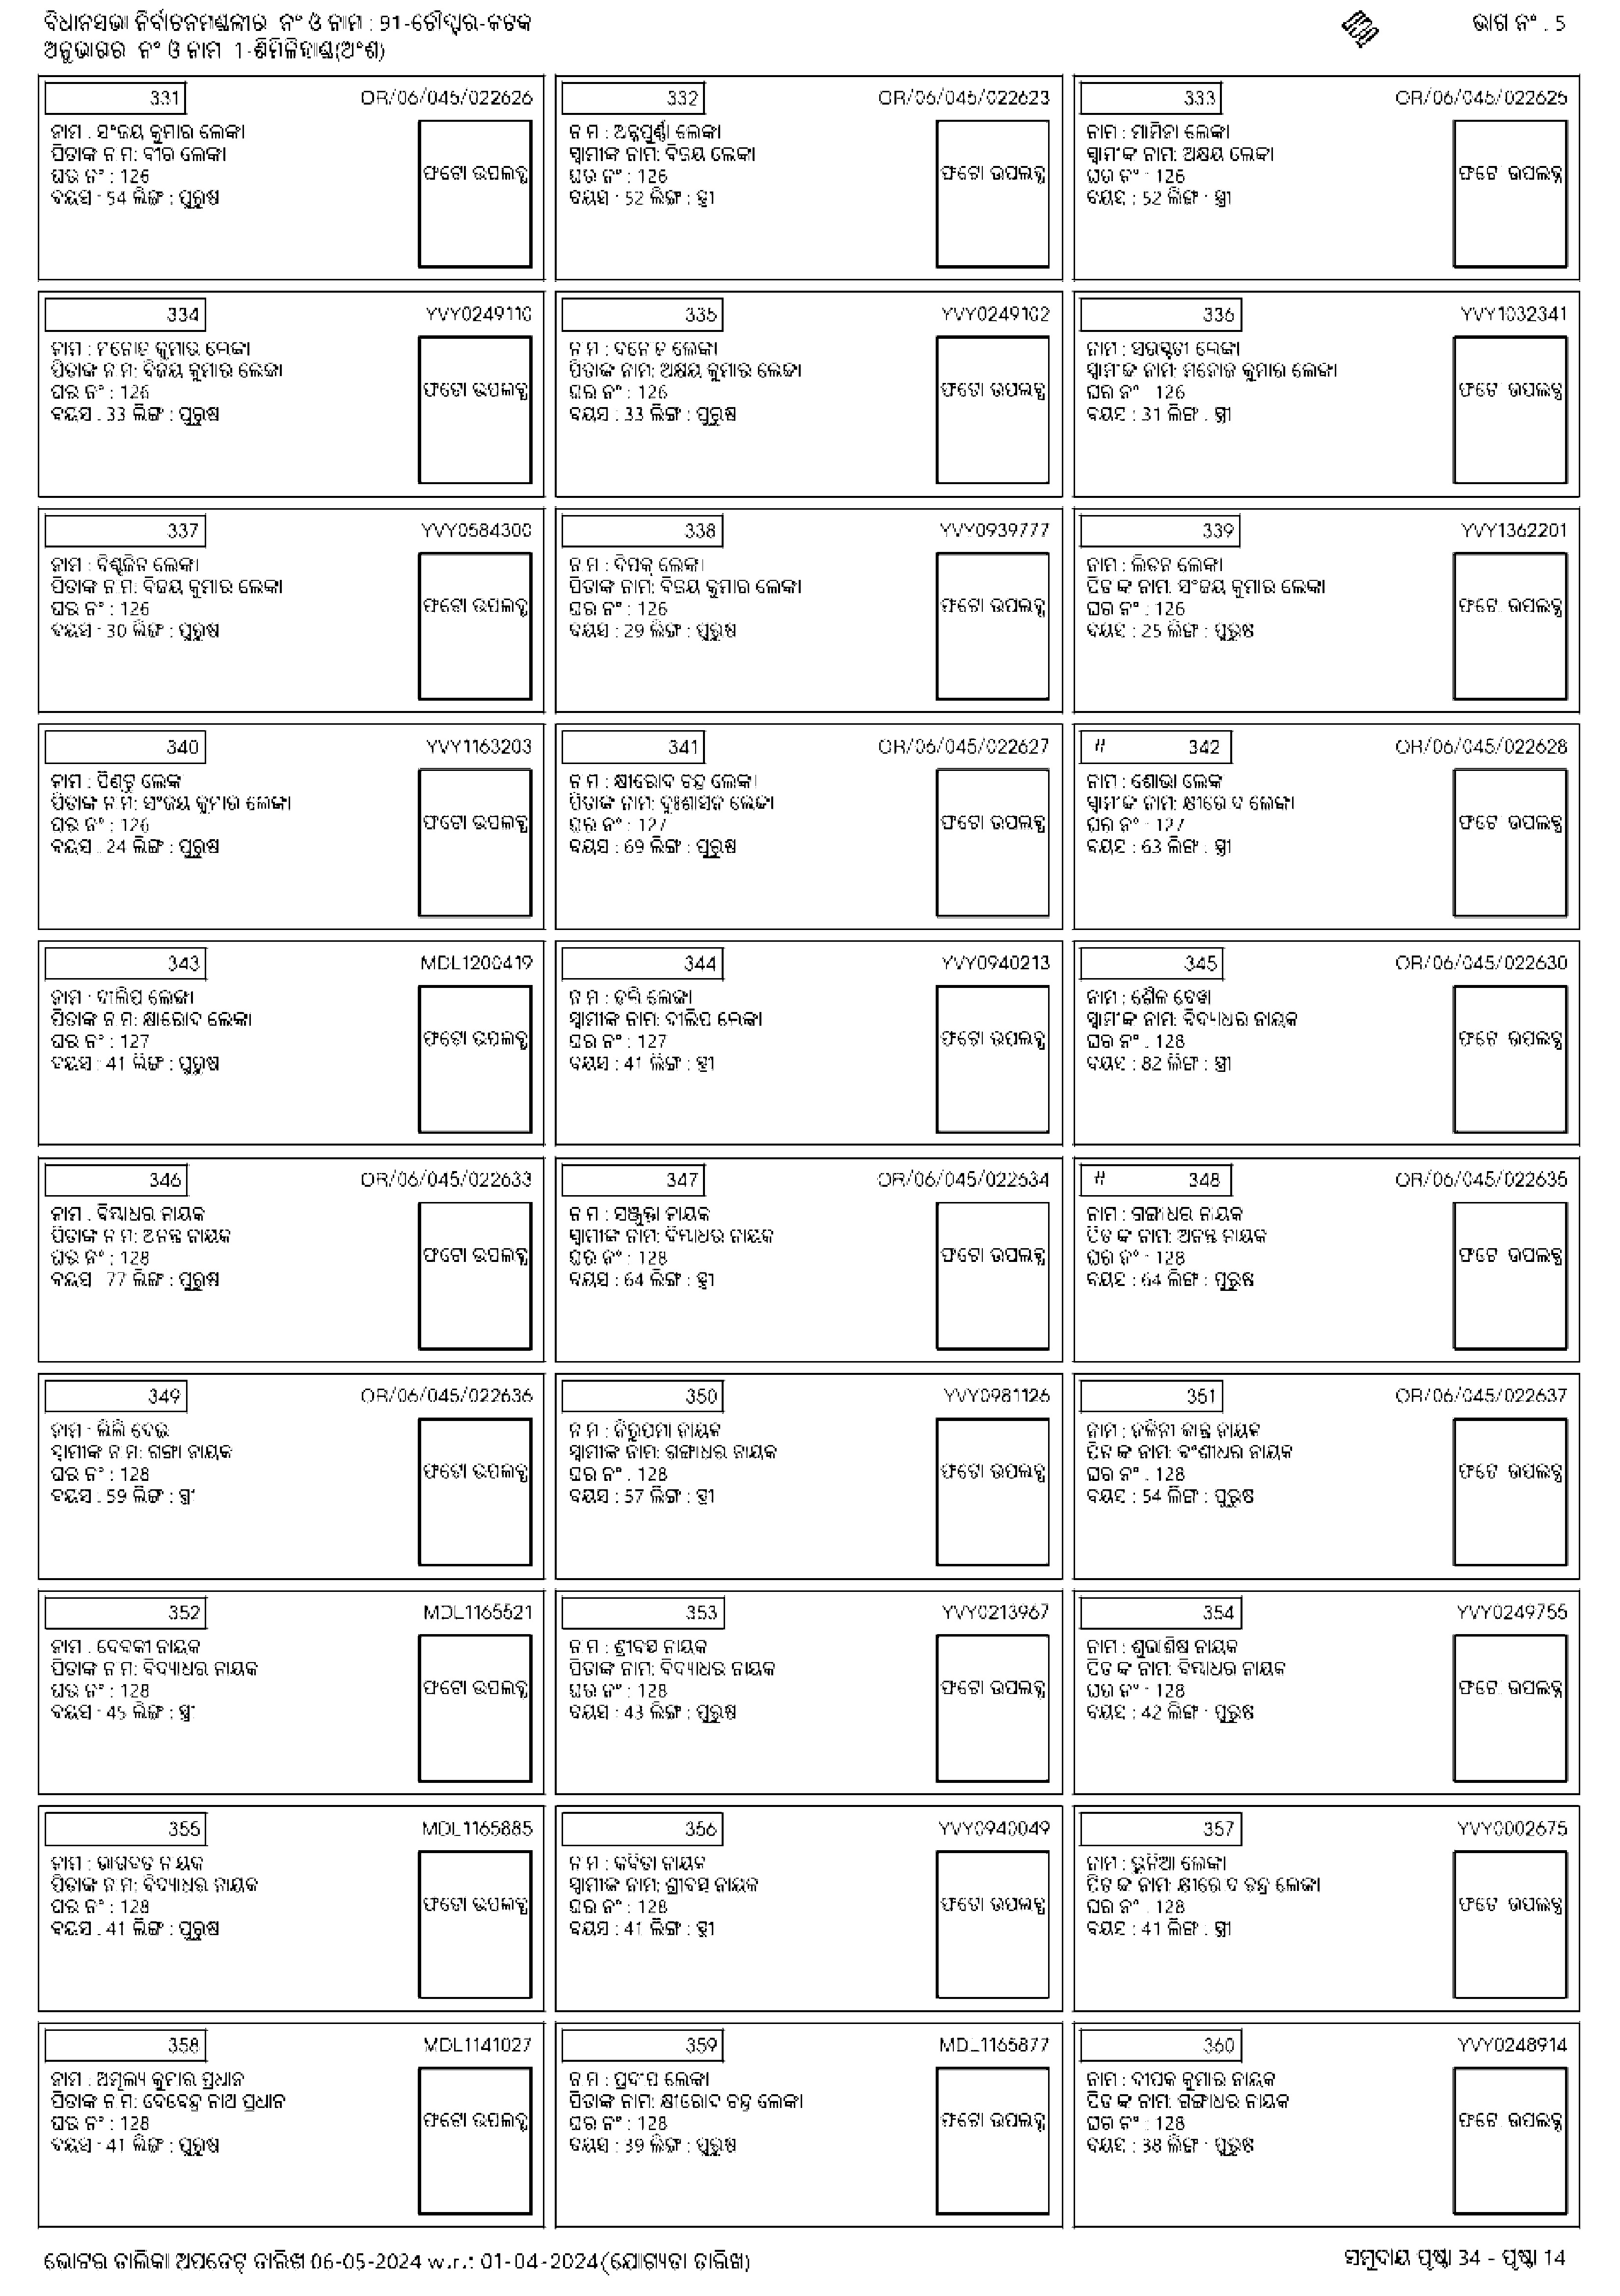 ବିଧାନସଭା ନିର୍ବାଚନମଣ୍ଡଳୀର ନଂ ଓ ନାମ : 91-ଚୌଦ୍ୱାର-କଟକ
ଭାଗ ନଂ . 5
ଅନୁଭାଗର ନଂ ଓ ନାମ 1-ଶିମିଳିହାଣ୍ଡା(ଅଂଶ)
331 OR/06/045/022626
ନାମ : ସଂଜୟ କୁମାର ଲେଙ୍କା
ପିତାଙ୍କ ନାମ: ବୀର ଲେଙ୍କା
ଘର ନଂ : 126
ବୟସ : 54 ଲିଙ୍ଗ : ପୁରୁଷ
ଫଟୋ ଉପଲବ୍ଧ
332 OR/06/045/022623
ନାମ : ଅନ୍ନପୂର୍ଣ୍ଣା ଲେଙ୍କା
ସ୍ୱାମୀଙ୍କ ନାମ: ବିଜୟ ଲେଙ୍କା
ଘର ନଂ : 126
ବୟସ : 52 ଲିଙ୍ଗ : ସ୍ତ୍ରୀ
ଫଟୋ ଉପଲବ୍ଧ
333 OR/06/045/022625
ନାମ : ମାମିନା ଲେଙ୍କା
ସ୍ୱାମୀଙ୍କ ନାମ: ଅକ୍ଷୟ ଲେଙ୍କା
ଘର ନଂ : 126
ବୟସ : 52 ଲିଙ୍ଗ : ସ୍ତ୍ରୀ
ଫଟୋ ଉପଲବ୍ଧ
334 YVY0249110
ନାମ : ମନୋଜ କୁମାର ଲେଙ୍କା
ପିତାଙ୍କ ନାମ: ବିଜୟ କୁମାର ଲେଙ୍କା
ଘର ନଂ : 126
ବୟସ : 33 ଲିଙ୍ଗ : ପୁରୁଷ
ଫଟୋ ଉପଲବ୍ଧ
335 YVY0249102
ନାମ : ଲେଙ୍କା
ପିତାଙ୍କ ନାମ: ଅକ୍ଷୟ କୁମାର ଲେଙ୍କା
ଘର ନଂ : 126
ବୟସ : 33 ଲିଙ୍ଗ : ପୁରୁଷ
ଫଟୋ ଉପଲବ୍ଧ
336 YVY1032341
ନାମ : ସରସ୍ୱତୀ ଲେଙ୍କା
ସ୍ୱାମୀଙ୍କ ନାମ: ମନୋଜ କୁମାର ଲେଙ୍କା
ଘର ନଂ : 126
ବୟସ : 31 ଲିଙ୍ଗ : ସ୍ତ୍ରୀ
ଫଟୋ ଉପଲବ୍ଧ
337 YVY0584300
ନାମ : ବିଶ୍ୱଜିତ ଲେଙ୍କା
ପିତାଙ୍କ ନାମ: ବିଜୟ କୁମାର ଲେଙ୍କା
ଘର ନଂ : 126
ବୟସ : 30 ଲିଙ୍ଗ : ପୁରୁଷ
ଫଟୋ ଉପଲବ୍ଧ
338 YVY0939777
ନାମ : ଦିପକ୍ ଲେଙ୍କା
ପିତାଙ୍କ ନାମ: ବିଜୟ କୁମାର ଲେଙ୍କା
ଘର ନଂ : 126
ବୟସ : 29 ଲିଙ୍ଗ : ପୁରୁଷ
ଫଟୋ ଉପଲବ୍ଧ
339 YVY1362201
ନାମ : ଲିଟନ ଲେଙ୍କା
ପିତାଙ୍କ ନାମ: ସଂଜୟ କୁମାର ଲେଙ୍କା
ଘର ନଂ : 126
ବୟସ : 25 ଲିଙ୍ଗ : ପୁରୁଷ
ଫଟୋ ଉପଲବ୍ଧ
340 YVY1163203
ନାମ : ପିଣ୍ଟୁ ଲେଙ୍କା
ପିତାଙ୍କ ନାମ: ସଂଜୟ କୁମାର ଲେଙ୍କା
ଘର ନଂ : 126
ବୟସ : 24 ଲିଙ୍ଗ : ପୁରୁଷ
ଫଟୋ ଉପଲବ୍ଧ
341 OR/06/045/022627
ନାମ : କ୍ଷୀରୋଦ ଚନ୍ଦ୍ର ଲେଙ୍କା
ପିତାଙ୍କ ନାମ: ଦୁଃଶାସନ ଲେଙ୍କା
ଘର ନଂ : 127
ବୟସ : 69 ଲିଙ୍ଗ : ପୁରୁଷ
ଫଟୋ ଉପଲବ୍ଧ
# 342 OR/06/045/022628
ନାମ : ଶୋଭା ଲେଙ୍କା
ସ୍ୱାମୀଙ୍କ ନାମ: କ୍ଷୀରୋଦ ଲେଙ୍କା
ଘର ନଂ : 127
ବୟସ : 63 ଲିଙ୍ଗ : ସ୍ତ୍ରୀ
ଫଟୋ ଉପଲବ୍ଧ
343 MDL1200419
ନାମ : ଦୀଲିପ ଲେଙ୍କା
ପିତାଙ୍କ ନାମ: କ୍ଷୀରୋଦ ଲେଙ୍କା
ଘର ନଂ : 127
ବୟସ : 41 ଲିଙ୍ଗ : ପୁରୁଷ
ଫଟୋ ଉପଲବ୍ଧ
344 YVY0940213
ନାମ : ଡଲି ଲେଙ୍କା
ସ୍ୱାମୀଙ୍କ ନାମ: ଦୀଲିପ ଲେଙ୍କା
ଘର ନଂ : 127
ବୟସ : 41 ଲିଙ୍ଗ : ସ୍ତ୍ରୀ
ଫଟୋ ଉପଲବ୍ଧ
345 OR/06/045/022630
ନାମ : ଶୈଳ ଦେଈ
ସ୍ୱାମୀଙ୍କ ନାମ: ବିଦ୍ୟାଧର ନାୟକ
ଘର ନଂ : 128
ବୟସ : 82 ଲିଙ୍ଗ : ସ୍ତ୍ରୀ
ଫଟୋ ଉପଲବ୍ଧ
346 OR/06/045/022633
ନାମ : ବିମ୍ବାଧର ନାୟକ
ପିତାଙ୍କ ନାମ: ଅନନ୍ତ ନାୟକ
ଘର ନଂ : 128
ବୟସ : 77 ଲିଙ୍ଗ : ପୁରୁଷ
ଫଟୋ ଉପଲବ୍ଧ
347 OR/06/045/022634
ନାମ : ସଞ୍ଜୁକ୍ତା ନାୟକ
ସ୍ୱାମୀଙ୍କ ନାମ: ବିମ୍ବାଧର ନାୟକ
ଘର ନଂ : 128
ବୟସ : 64 ଲିଙ୍ଗ : ସ୍ତ୍ରୀ
ଫଟୋ ଉପଲବ୍ଧ
# 348 OR/06/045/022635
ନାମ : ଗଙ୍ଗାଧର ନାୟକ
ପିତାଙ୍କ ନାମ: ଅନନ୍ତ ନାୟକ
ଘର ନଂ : 128
ବୟସ : 64 ଲିଙ୍ଗ : ପୁରୁଷ
ଫଟୋ ଉପଲବ୍ଧ
349 OR/06/045/022636
ନାମ : ଲିଲି ଦେଇ
ସ୍ୱାମୀଙ୍କ ନାମ: ଗଙ୍ଗା ନାୟକ
ଘର ନଂ : 128
ବୟସ : 59 ଲିଙ୍ଗ : ସ୍ତ୍ରୀ
ଫଟୋ ଉପଲବ୍ଧ
350 YVY0981126
ନାମ : ନିରୁପମା ନାୟକ
ସ୍ୱାମୀଙ୍କ ନାମ: ଗଙ୍ଗାଧର ନାୟକ
ଘର ନଂ : 128
ବୟସ : 57 ଲିଙ୍ଗ : ସ୍ତ୍ରୀ
ଫଟୋ ଉପଲବ୍ଧ
351 OR/06/045/022637
ନାମ : ନଳିନୀ କାନ୍ତ ନାୟକ
ପିତାଙ୍କ ନାମ: ବଂଶୀଧର ନାୟକ
ଘର ନଂ : 128
ବୟସ : 54 ଲିଙ୍ଗ : ପୁରୁଷ
ଫଟୋ ଉପଲବ୍ଧ
352 MDL1165521
ନାମ : ଦେବକୀ ନାୟକ
ପିତାଙ୍କ ନାମ: ବିଦ୍ୟାଧର ନାୟକ
ଘର ନଂ : 128
ବୟସ : 45 ଲିଙ୍ଗ : ସ୍ତ୍ରୀ
ଫଟୋ ଉପଲବ୍ଧ
353 YVY0213967
ନାମ : ଶ୍ରୀବତ୍ସ ନାୟକ
ପିତାଙ୍କ ନାମ: ବିଦ୍ୟାଧର ନାୟକ
ଘର ନଂ : 128
ବୟସ : 43 ଲିଙ୍ଗ : ପୁରୁଷ
ଫଟୋ ଉପଲବ୍ଧ
354 YVY0249755
ନାମ : ଶୁଭାଶିଷ ନାୟକ
ପିତାଙ୍କ ନାମ: ବିମ୍ବାଧର ନାୟକ
ଘର ନଂ : 128
ବୟସ : 42 ଲିଙ୍ଗ : ପୁରୁଷ
ଫଟୋ ଉପଲବ୍ଧ
355 MDL1165885
ନାମ : ଭାଗବତ ନାୟକ
ପିତାଙ୍କ ନାମ: ବିଦ୍ୟାଧର ନାୟକ
ଘର ନଂ : 128
ବୟସ : 41 ଲିଙ୍ଗ : ପୁରୁଷ
ଫଟୋ ଉପଲବ୍ଧ
356 YVY0940049
ନାମ : କବିତା ନାୟକ
ସ୍ୱାମୀଙ୍କ ନାମ: ଶ୍ରୀବତ୍ସ ନାୟକ
ଘର ନଂ : 128
ବୟସ : 41 ଲିଙ୍ଗ : ସ୍ତ୍ରୀ
ଫଟୋ ଉପଲବ୍ଧ
357 YVY0002675
ନାମ : ଲେଙ୍କା
ପିତାଙ୍କ ନାମ: କ୍ଷୀରୋଦ ଚନ୍ଦ୍ର ଲେଙ୍କା
ଘର ନଂ : 128
ବୟସ : 41 ଲିଙ୍ଗ : ସ୍ତ୍ରୀ
ଫଟୋ ଉପଲବ୍ଧ
358 MDL1141027
ନାମ : ଅମୂଲ୍ୟ କୁମାର ପ୍ରଧାନ
ପିତାଙ୍କ ନାମ: ଦେବେନ୍ଦ୍ର ନାଥ ପ୍ରଧାନ
ଘର ନଂ : 128
ବୟସ : 41 ଲିଙ୍ଗ : ପୁରୁଷ
ଫଟୋ ଉପଲବ୍ଧ
359 MDL1165877
ନାମ : ପ୍ରଦୀପ ଲେଙ୍କା
ପିତାଙ୍କ ନାମ: କ୍ଷୀରୋଦ ଚନ୍ଦ୍ର ଲେଙ୍କା
ଘର ନଂ : 128
ବୟସ : 39 ଲିଙ୍ଗ : ପୁରୁଷ
ଫଟୋ ଉପଲବ୍ଧ
360 YVY0248914
ନାମ : ଦୀପକ କୁମାର ନାୟକ
ପିତାଙ୍କ ନାମ: ଗଙ୍ଗାଧର ନାୟକ
ଘର ନଂ : 128
ବୟସ : 38 ଲିଙ୍ଗ : ପୁରୁଷ
ଫଟୋ ଉପଲବ୍ଧ
ଭୋଟର ତାଲିକା ଅପଡେଟ୍ ତାରିଖ 06-05-2024 w.r.: 01-04-2024(ଯୋଗ୍ୟତା ତାରିଖ)
ସମୁଦାୟ ପୃଷ୍ଠା 34 - ପୃଷ୍ଠା 14